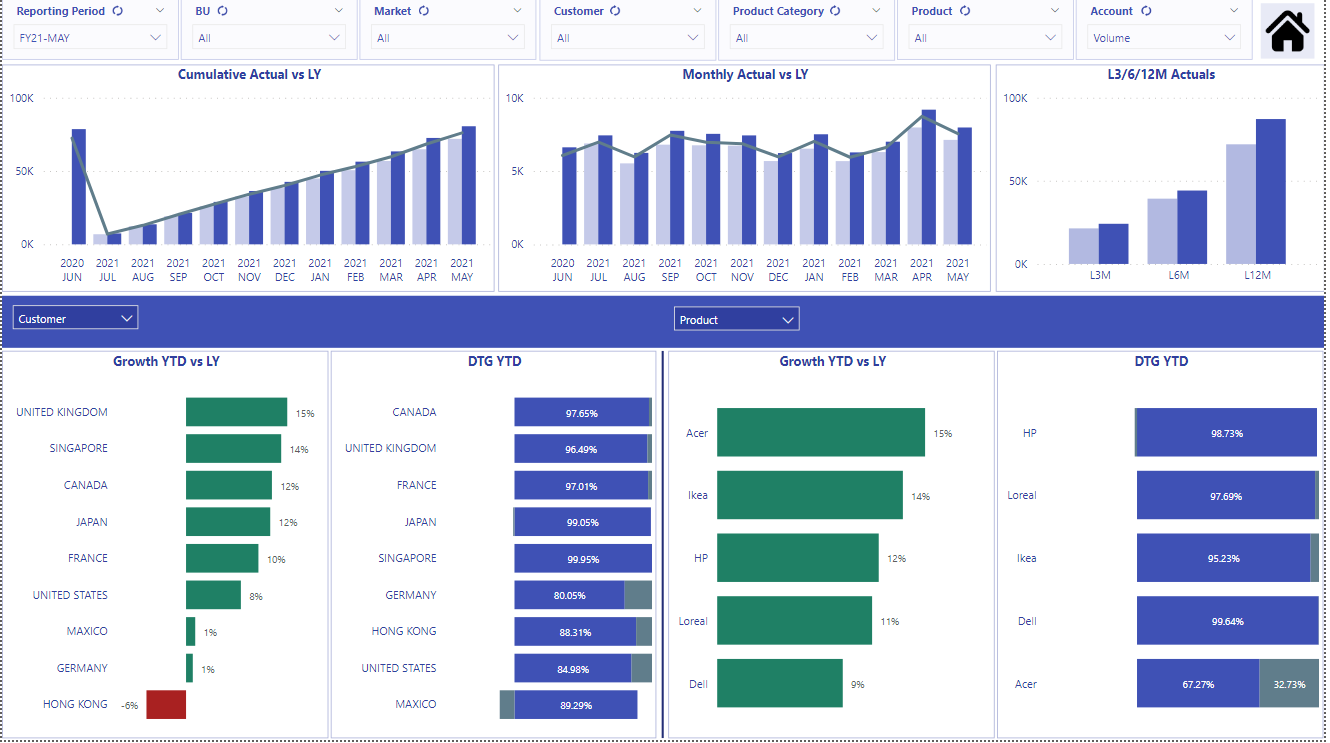 Reporting Period
FY21-MAY
BU
All
Market
All
Customer
All
Product Category
All
Product
All
Account
Volume
Cumulative Actual vs LY
100K
50K
0K
2020 2021 2021 2021 2021 2021 2021 2021 2021 2021 2021 2021
JUN JUL AUG SEP OCT NOV DEC JAN FEB MAR APR MAY
Monthly Actual vs LY
10K
5K
0K
2020 2021 2021 2021 2021 2021 2021 2021 2021 2021 2021 2021
JUN JUL AUG SEP OCT NOV DEC JAN FEB MAR APR MAY
L3/6/12M Actuals
100K
50K
0K
L3M L6M L12M
Customer
Product
Growth YTD vs LY
UNITED KINGDOM 15%
SINGAPORE 14%
CANADA 12%
JAPAN 12%
FRANCE 10%
UNITED STATES 8%
MAXICO 1%
GERMANY 1%
HONG KONG -6%
DTG YTD
CANADA 97.65%
UNITED KINGDOM 96.49%
FRANCE 97.01%
JAPAN 99.05%
SINGAPORE 99.95%
GERMANY 80.05%
HONG KONG 88.31%
UNITED STATES 84.98%
MAXICO 89.29%
Growth YTD vs LY
Acer 15%
Ikea 14%
HP 12%
Loreal 11%
Dell 9%
DTG YTD
HP 98.73%
Loreal 97.69%
Ikea 95.23%
Dell 99.64%
Acer 67.27% 32.73%